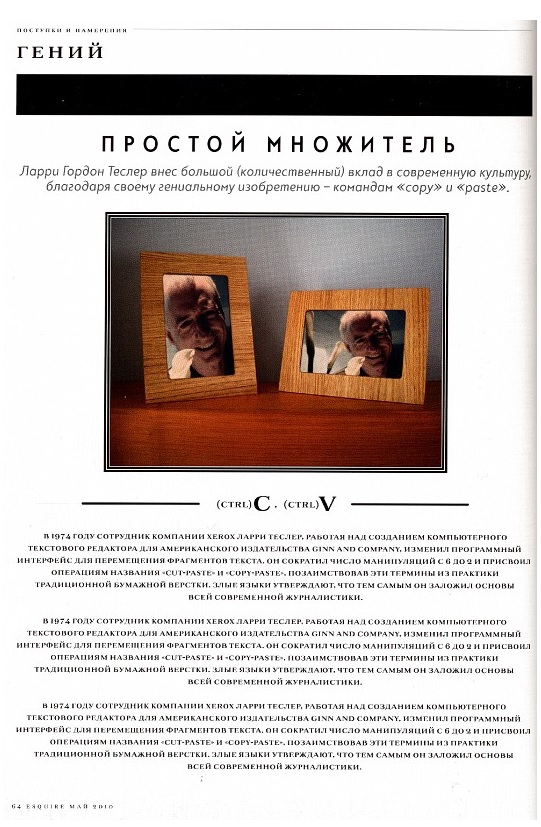 ПОСТУПКИ И НАМЕРЕНИЯ
ГЕНИЙ
ПРОСТОЙ МНОЖИТЕЛЬ
Ларри Гордон Теслер внес большой (количественный) вклад в современную культуру,
благодаря своему гениальному изобретению – командам «copy» и «paste».
(CTRL)C . (CTRL)V
В 1974 ГОДУ СОТРУДНИК КОМПАНИИ XEROX ЛАРРИ ТЕСЛЕР, РАБОТАЯ НАД СОЗДАНИЕМ КОМПЬЮТЕРНОГО
ТЕКСТОВОГО РЕДАКТОРА ДЛЯ АМЕРИКАНСКОГО ИЗДАТЕЛЬСТВА GINN AND COMPANY, ИЗМЕНИЛ ПРОГРАММНЫЙ
ИНТЕРФЕЙС ДЛЯ ПЕРЕМЕЩЕНИЯ ФРАГМЕНТОВ ТЕКСТА. ОН СОКРАТИЛ ЧИСЛО МАНИПУЛЯЦИЙ С 6 ДО 2 И ПРИСВОИЛ
ОПЕРАЦИЯМ НАЗВАНИЯ «CUT-PASTE» И «COPY-PASTE», ПОЗАИМСТВОВАВ ЭТИ ТЕРМИНЫ ИЗ ПРАКТИКИ
ТРАДИЦИОННОЙ БУМАЖНОЙ ВЕРСТКИ. ЗЛЫЕ ЯЗЫКИ УТВЕРЖДАЮТ, ЧТО ТЕМ САМЫМ ОН ЗАЛОЖИЛ ОСНОВЫ
ВСЕЙ СОВРЕМЕННОЙ ЖУРНАЛИСТИКИ.
В 1974 ГОДУ СОТРУДНИК КОМПАНИИ XEROX ЛАРРИ ТЕСЛЕР, РАБОТАЯ НАД СОЗДАНИЕМ КОМПЬЮТЕРНОГО
ТЕКСТОВОГО РЕДАКТОРА ДЛЯ АМЕРИКАНСКОГО ИЗДАТЕЛЬСТВА GINN AND COMPANY, ИЗМЕНИЛ ПРОГРАММНЫЙ
ИНТЕРФЕЙС ДЛЯ ПЕРЕМЕЩЕНИЯ ФРАГМЕНТОВ ТЕКСТА. ОН СОКРАТИЛ ЧИСЛО МАНИПУЛЯЦИЙ С 6 ДО 2 И ПРИСВОИЛ
ОПЕРАЦИЯМ НАЗВАНИЯ «CUT-PASTE» И «COPY-PASTE», ПОЗАИМСТВОВАВ ЭТИ ТЕРМИНЫ ИЗ ПРАКТИКИ
ТРАДИЦИОННОЙ БУМАЖНОЙ ВЕРСТКИ. ЗЛЫЕ ЯЗЫКИ УТВЕРЖДАЮТ, ЧТО ТЕМ САМЫМ ОН ЗАЛОЖИЛ ОСНОВЫ
ВСЕЙ СОВРЕМЕННОЙ ЖУРНАЛИСТИКИ.
В 1974 ГОДУ СОТРУДНИК КОМПАНИИ XEROX ЛАРРИ ТЕСЛЕР, РАБОТАЯ НАД СОЗДАНИЕМ КОМПЬЮТЕРНОГО
ТЕКСТОВОГО РЕДАКТОРА ДЛЯ АМЕРИКАНСКОГО ИЗДАТЕЛЬСТВА GINN AND COMPANY, ИЗМЕНИЛ ПРОГРАММНЫЙ
ИНТЕРФЕЙС ДЛЯ ПЕРЕМЕЩЕНИЯ ФРАГМЕНТОВ ТЕКСТА. ОН СОКРАТИЛ ЧИСЛО МАНИПУЛЯЦИЙ С 6 ДО 2 И ПРИСВОИЛ
ОПЕРАЦИЯМ НАЗВАНИЯ «CUT-PASTE» И «COPY-PASTE», ПОЗАИМСТВОВАВ ЭТИ ТЕРМИНЫ ИЗ ПРАКТИКИ
ТРАДИЦИОННОЙ БУМАЖНОЙ ВЕРСТКИ. ЗЛЫЕ ЯЗЫКИ УТВЕРЖДАЮТ, ЧТО ТЕМ САМЫМ ОН ЗАЛОЖИЛ ОСНОВЫ
ВСЕЙ СОВРЕМЕННОЙ ЖУРНАЛИСТИКИ.
64 ESQUIRE МАЙ 2010